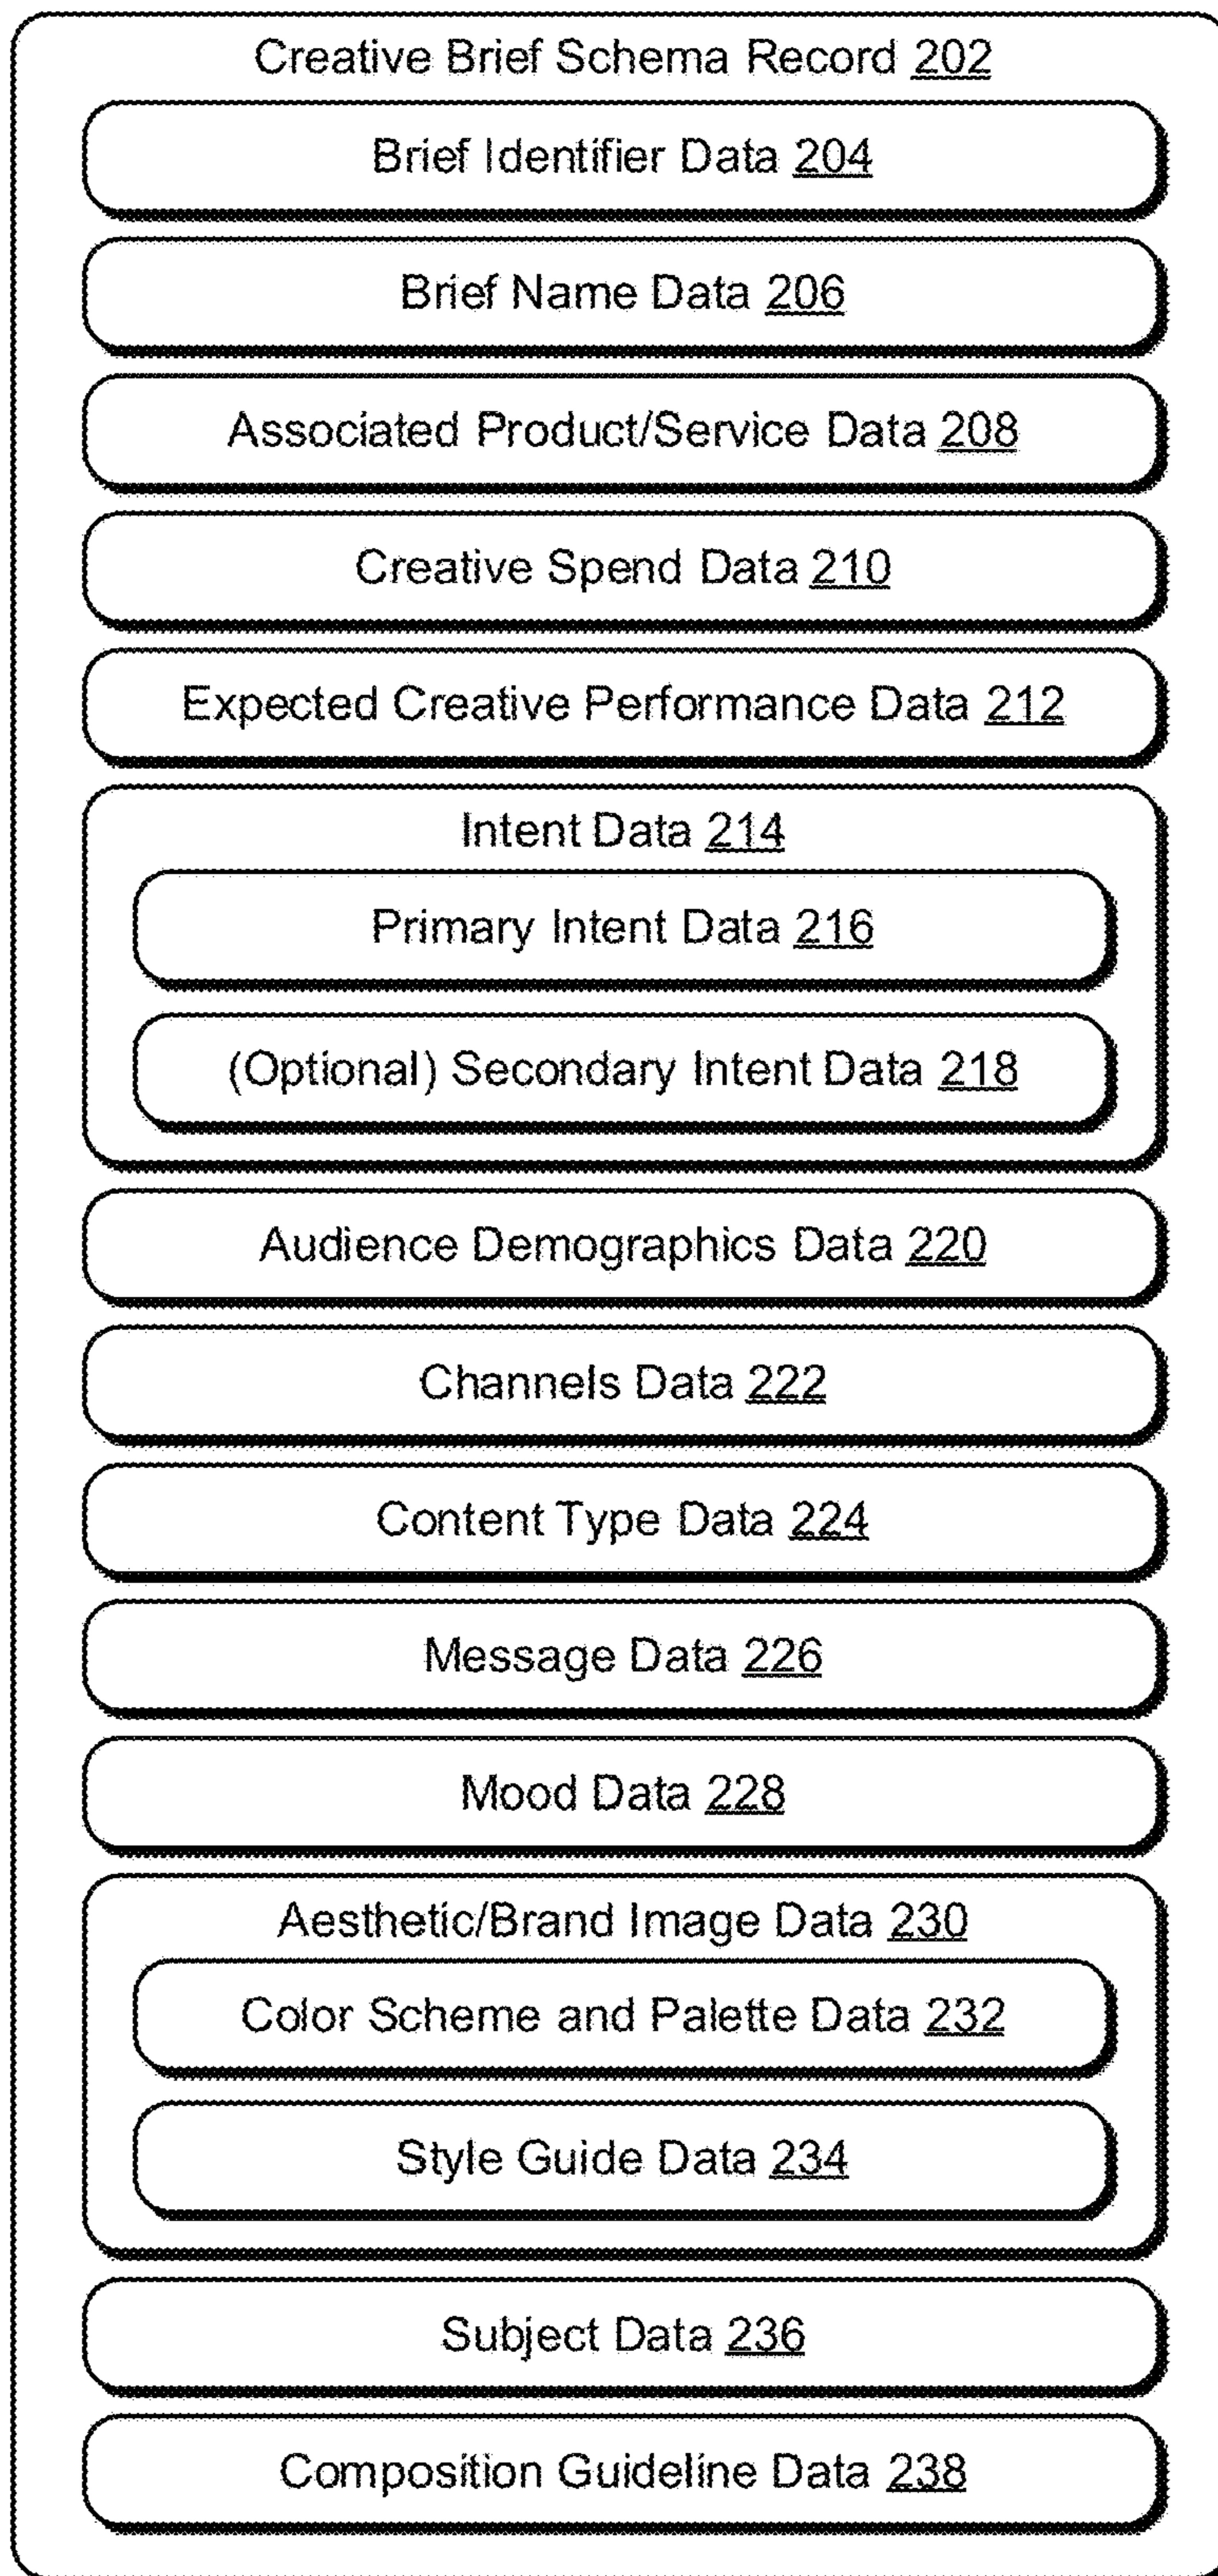 Creative Brief Schema Record 202
Brief Identifier Data 204
Brief Name Data 206
Associated Product/Service Data 208
Creative Spend Data 210
Expected Creative Performance Data 212
Intent Data 214
Primary Intent Data 216
(Optional) Secondary Intent Data 218
Audience Demographics Data 220
Channels Data 222
Content Type Data 224
Message Data 226
Mood Data 228
Aesthetic/Brand Image Data 230
Color Scheme and Palette Data 232
Style Guide Data 234
Subject Data 236
Composition Guideline Data 238